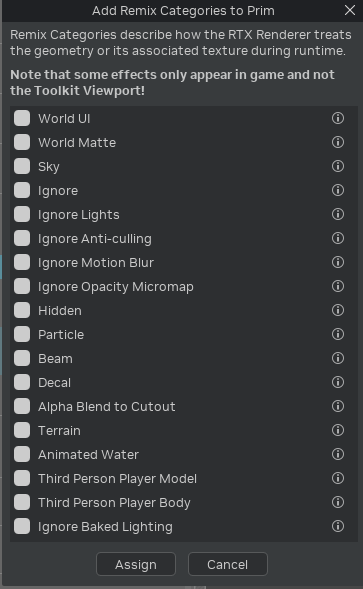 Add Remix Categories to Prim
Remix Categories describe how the RTX Renderer treats
the geometry or its associated texture during runtime.
Note that some effects only appear in game and not
the Toolkit Viewport!
World UI
World Matte
Sky
Ignore
Ignore Lights
Ignore Anti-culling
Ignore Motion Blur
Ignore Opacity Micromap
Hidden
Particle
Beam
Decal
Alpha Blend to Cutout
Terrain
Animated Water
Third Person Player Model
Third Person Player Body
Ignore Baked Lighting
Assign Cancel